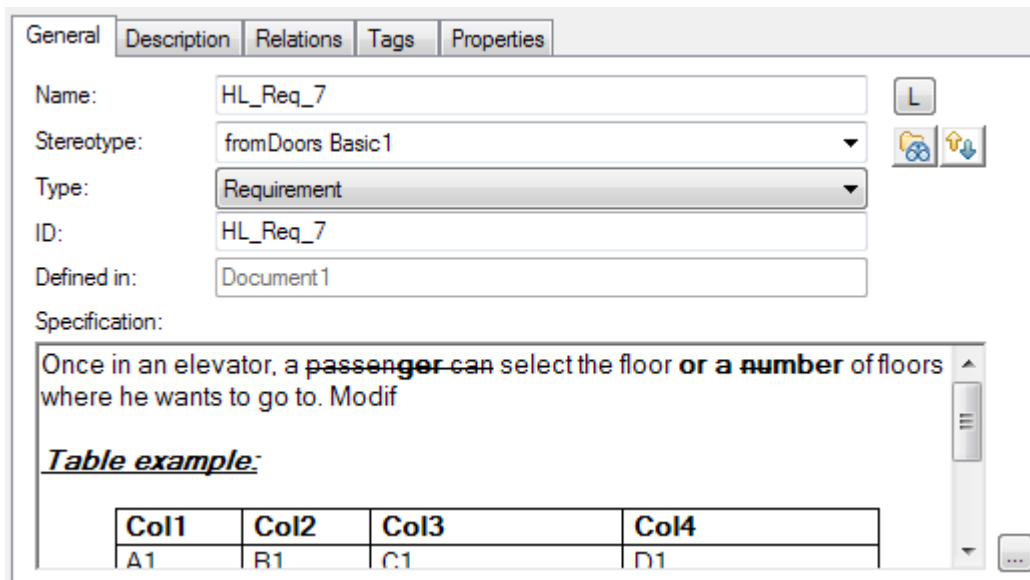 General Description Relations Tags Properties
Name: HL_Req_7 L
Stereotype: fromDoors Basic1
Type: Requirement
ID: HL_Req_7
Defined in: Document1
Specification:
Once in an elevator, a passenger can select the floor or a number of floors
where he wants to go to. Modif
Table example:
Col1 Col2 Col3 Col4
A1 B1 C1 D1
...